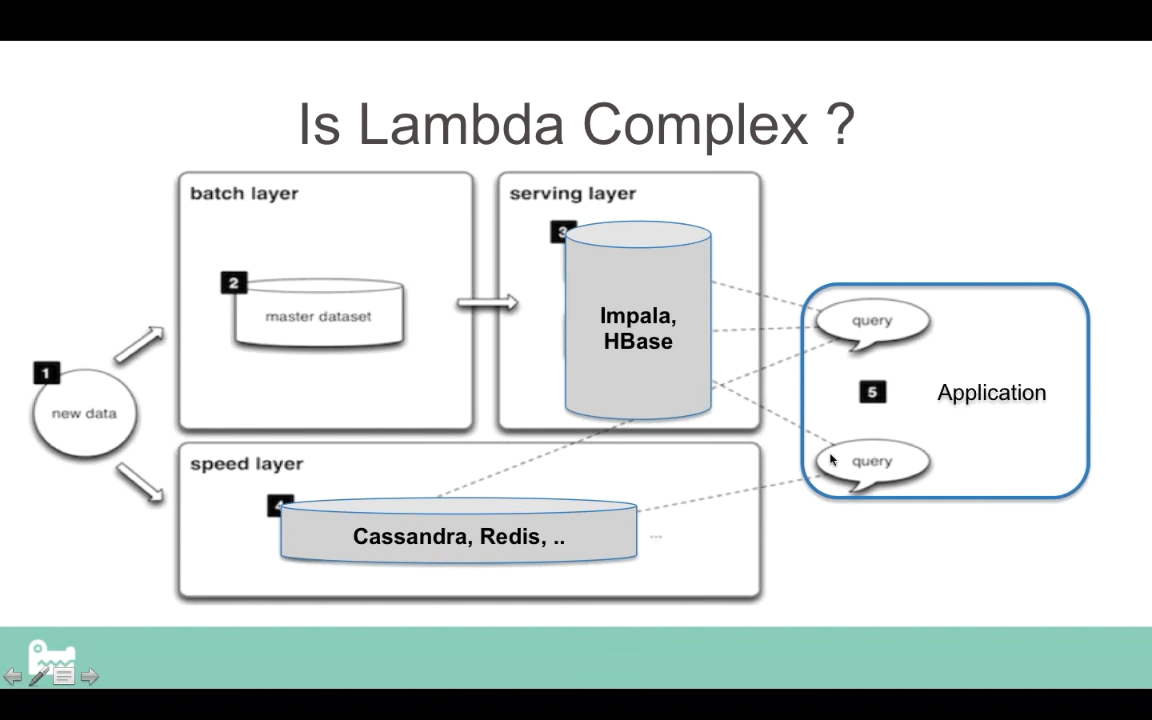 Is Lambda Complex ?
batch layer
serving layer
2
master dataset
3
Impala,
HBase
query
1
new data
5
Application
speed layer
query
4
Cassandra, Redis, ..
...